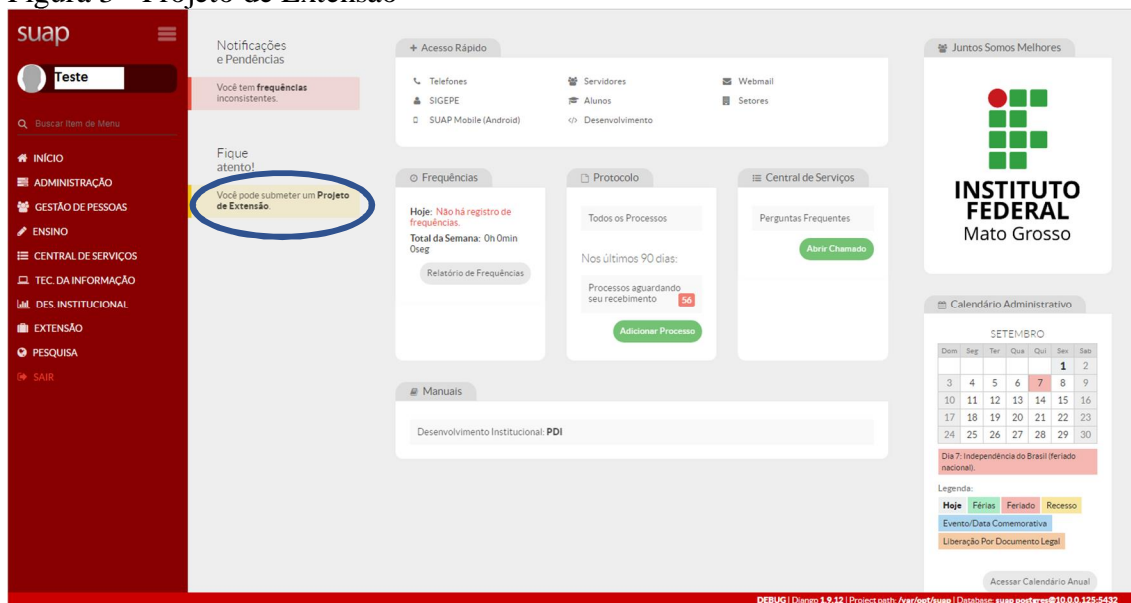 Figura 3 - Projeto de Extensão
suap
Teste
Buscar Item de Menu
INÍCIO
ADMINISTRAÇÃO
GESTÃO DE PESSOAS
ENSINO
CENTRAL DE SERVIÇOS
TEC. DA INFORMAÇÃO
DES. INSTITUCIONAL
EXTENSÃO
PESQUISA
SAIR
Notificações
e Pendências
Você tem frequências
inconsistentes.
Fique
atento!
Você pode submeter um Projeto
de Extensão.
+ Acesso Rápido
Telefones Servidores Webmail
SIGEPE Alunos Setores
SUAP Mobile (Android) </> Desenvolvimento
Frequências
Hoje: Não há registro de
frequências.
Total da Semana: 0h 0min
0seg
Relatório de Frequências
Protocolo
Todos os Processos
Nos últimos 90 dias:
Processos aguardando
seu recebimento 56
Adicionar Processo
Central de Serviços
Perguntas Frequentes
Abrir Chamado
Manuais
Desenvolvimento Institucional: PDI
Juntos Somos Melhores
INSTITUTO
FEDERAL
Mato Grosso
Calendário Administrativo
SETEMBRO
Dom Seg Ter Qua Qui Sex Sab
1 2
3 4 5 6 7 8 9
10 11 12 13 14 15 16
17 18 19 20 21 22 23
24 25 26 27 28 29 30
Dia 7: Independência do Brasil (feriado
nacional).
Legenda:
Hoje Férias Feriado Recesso
Evento/Data Comemorativa
Liberação Por Documento Legal
Acessar Calendário Anual
DEBUG | Django 1.9.12 | Project path: /var/opt/suap | Database: suap_postgres@10.0.0.125:5432